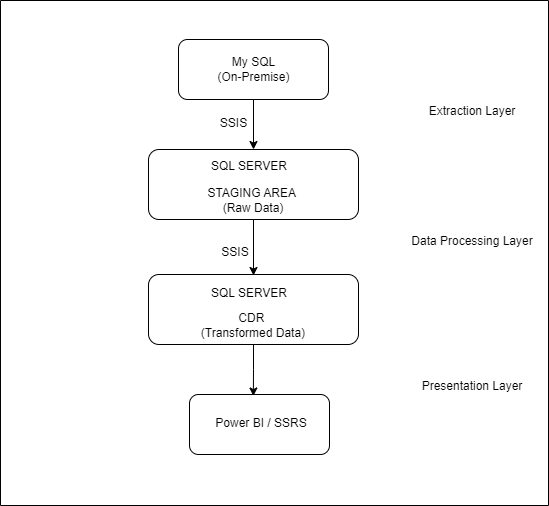 My SQL
(On-Premise)
Extraction Layer
SSIS
SQL SERVER
STAGING AREA
(Raw Data)
Data Processing Layer
SSIS
SQL SERVER
CDR
(Transformed Data)
Presentation Layer
Power BI / SSRS